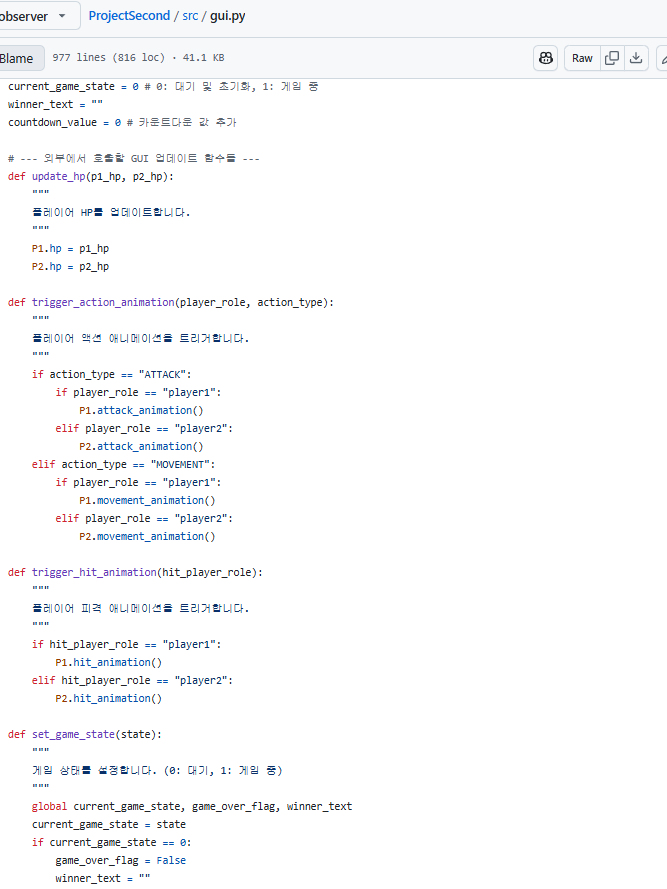 observer
ProjectSecond / src / gui.py
Blame 977 lines (816 loc) · 41.1 KB Raw
current_game_state = 0 # 0: 대기 및 초기화, 1: 게임 중
winner_text = ""
countdown_value = 0 # 카운트다운 값 추가
# --- 외부에서 호출할 GUI 업데이트 함수들 ---
def update_hp(p1_hp, p2_hp):
    """
    플레이어 HP를 업데이트합니다.
    """
    P1.hp = p1_hp
    P2.hp = p2_hp
def trigger_action_animation(player_role, action_type):
    """
    플레이어 액션 애니메이션을 트리거합니다.
    """
    if action_type == "ATTACK":
        if player_role == "player1":
            P1.attack_animation()
        elif player_role == "player2":
            P2.attack_animation()
    elif action_type == "MOVEMENT":
        if player_role == "player1":
            P1.movement_animation()
        elif player_role == "player2":
            P2.movement_animation()
def trigger_hit_animation(hit_player_role):
    """
    플레이어 피격 애니메이션을 트리거합니다.
    """
    if hit_player_role == "player1":
        P1.hit_animation()
    elif hit_player_role == "player2":
        P2.hit_animation()
def set_game_state(state):
    """
    게임 상태를 설정합니다. (0: 대기, 1: 게임 중)
    """
    global current_game_state, game_over_flag, winner_text
    current_game_state = state
    if current_game_state == 0:
        game_over_flag = False
        winner_text = ""